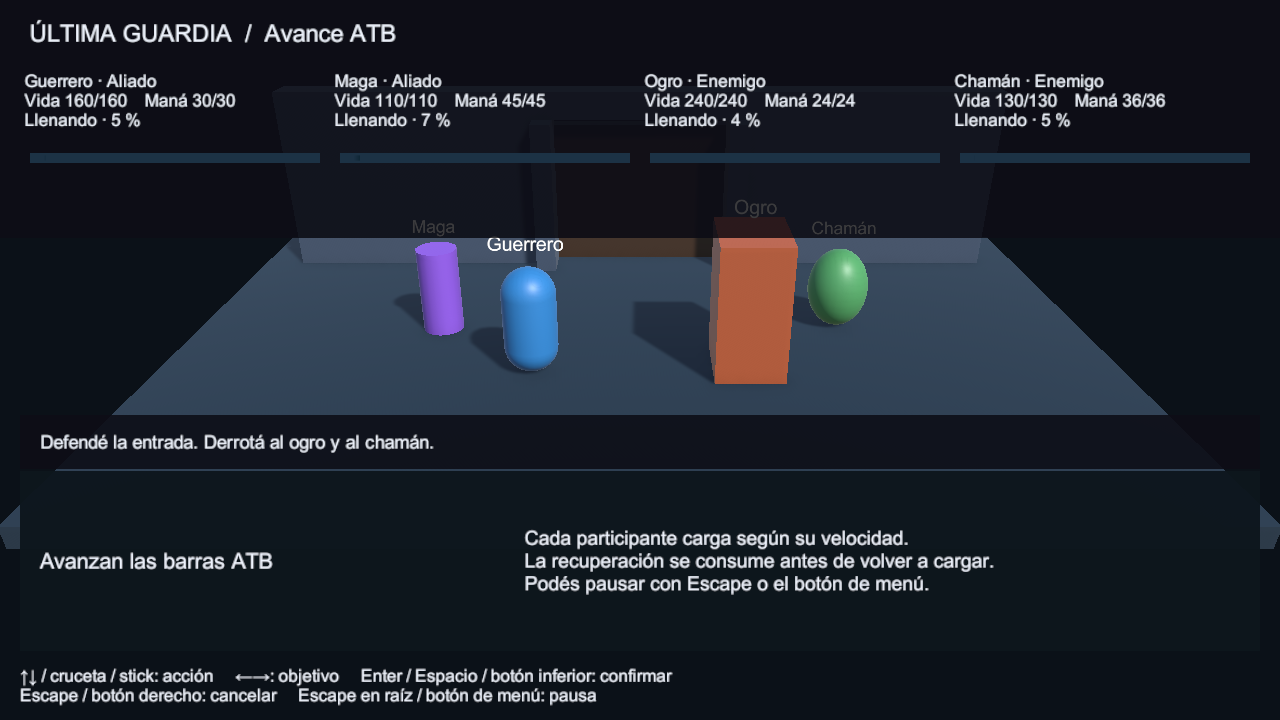 ÚLTIMA GUARDIA / Avance ATB
Guerrero · Aliado
Vida 160/160 Maná 30/30
Llenando · 5 %
Maga · Aliado
Vida 110/110 Maná 45/45
Llenando · 7 %
Ogro · Enemigo
Vida 240/240 Maná 24/24
Llenando · 4 %
Chamán · Enemigo
Vida 130/130 Maná 36/36
Llenando · 5 %
Maga
Guerrero
Ogro
Chamán
Defendé la entrada. Derrotá al ogro y al chamán.
Avanzan las barras ATB
Cada participante carga según su velocidad.
La recuperación se consume antes de volver a cargar.
Podés pausar con Escape o el botón de menú.
↑↓ / cruceta / stick: acción ←→: objetivo Enter / Espacio / botón inferior: confirmar
Escape / botón derecho: cancelar Escape en raíz / botón de menú: pausa